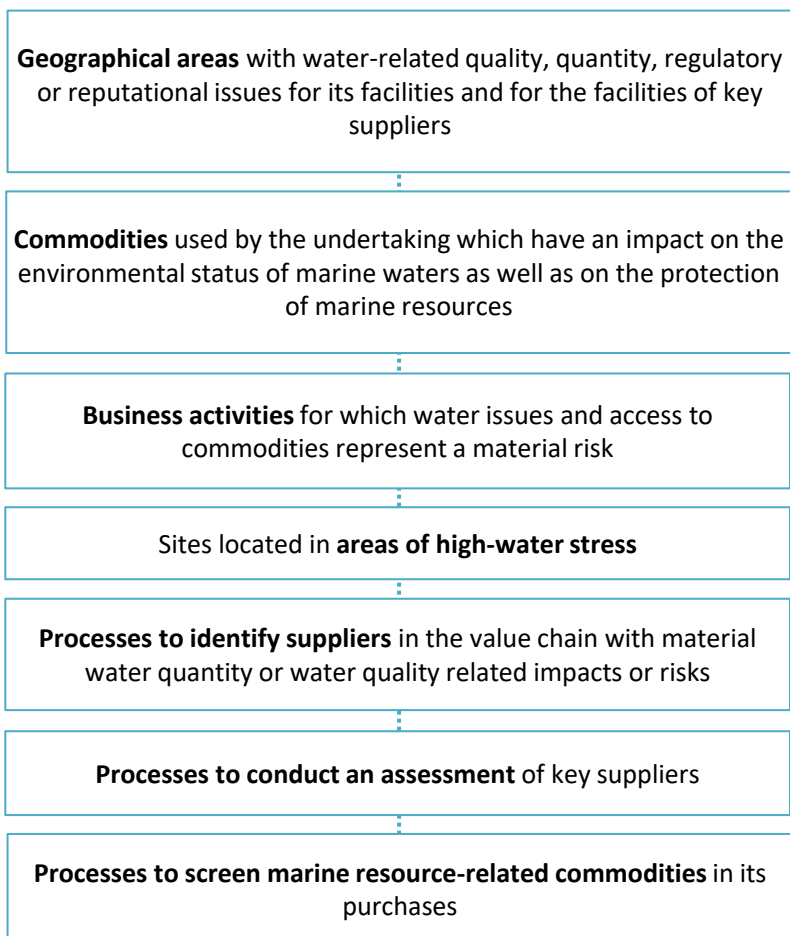 Geographical areas with water-related quality, quantity, regulatory
or reputational issues for its facilities and for the facilities of key
suppliers
Commodities used by the undertaking which have an impact on the
environmental status of marine waters as well as on the protection
of marine resources
Business activities for which water issues and access to
commodities represent a material risk
Sites located in areas of high-water stress
Processes to identify suppliers in the value chain with material
water quantity or water quality related impacts or risks
Processes to conduct an assessment of key suppliers
Processes to screen marine resource-related commodities in its
purchases